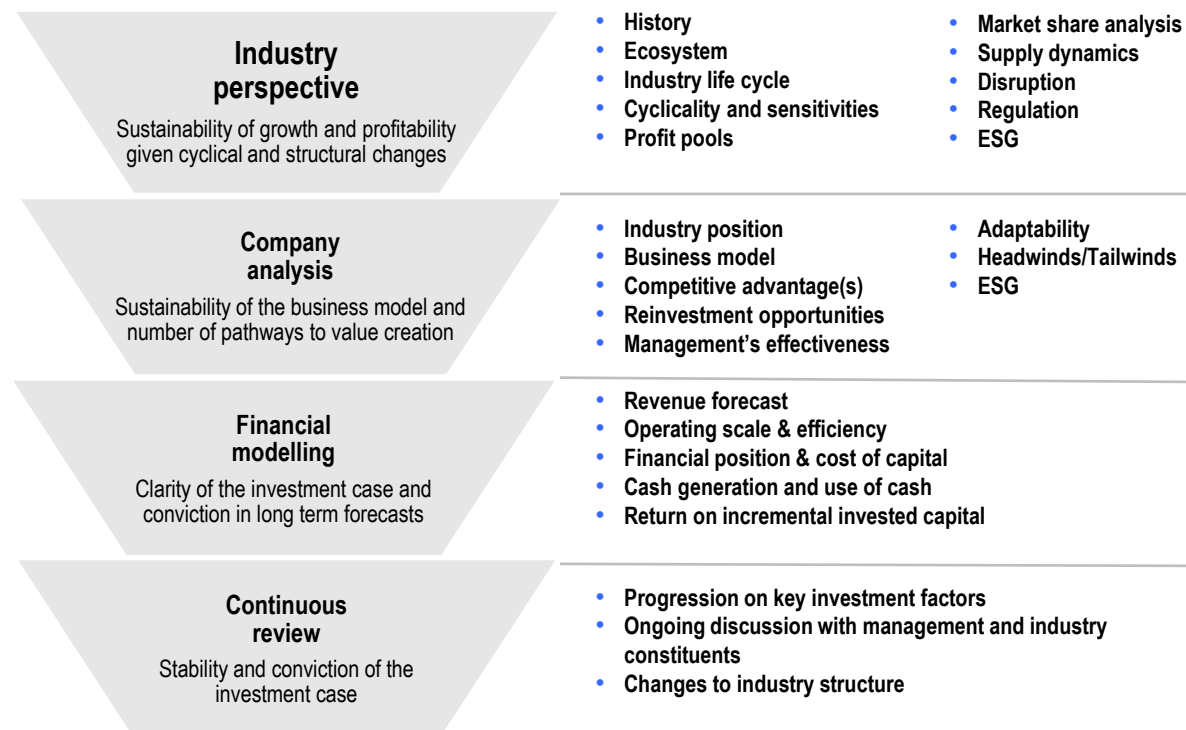 Industry
perspective
Sustainability of growth and profitability
given cyclical and structural changes
• History
• Ecosystem
• Industry life cycle
• Cyclicality and sensitivities
• Profit pools
• Market share analysis
• Supply dynamics
• Disruption
• Regulation
• ESG
Company
analysis
Sustainability of the business model and
number of pathways to value creation
• Industry position
• Business model
• Competitive advantage(s)
• Reinvestment opportunities
• Management's effectiveness
• Adaptability
• Headwinds/Tailwinds
• ESG
Financial
modelling
Clarity of the investment case and
conviction in long term forecasts
• Revenue forecast
• Operating scale & efficiency
• Financial position & cost of capital
• Cash generation and use of cash
• Return on incremental invested capital
Continuous
review
Stability and conviction of the
investment case
• Progression on key investment factors
• Ongoing discussion with management and industry
constituents
• Changes to industry structure